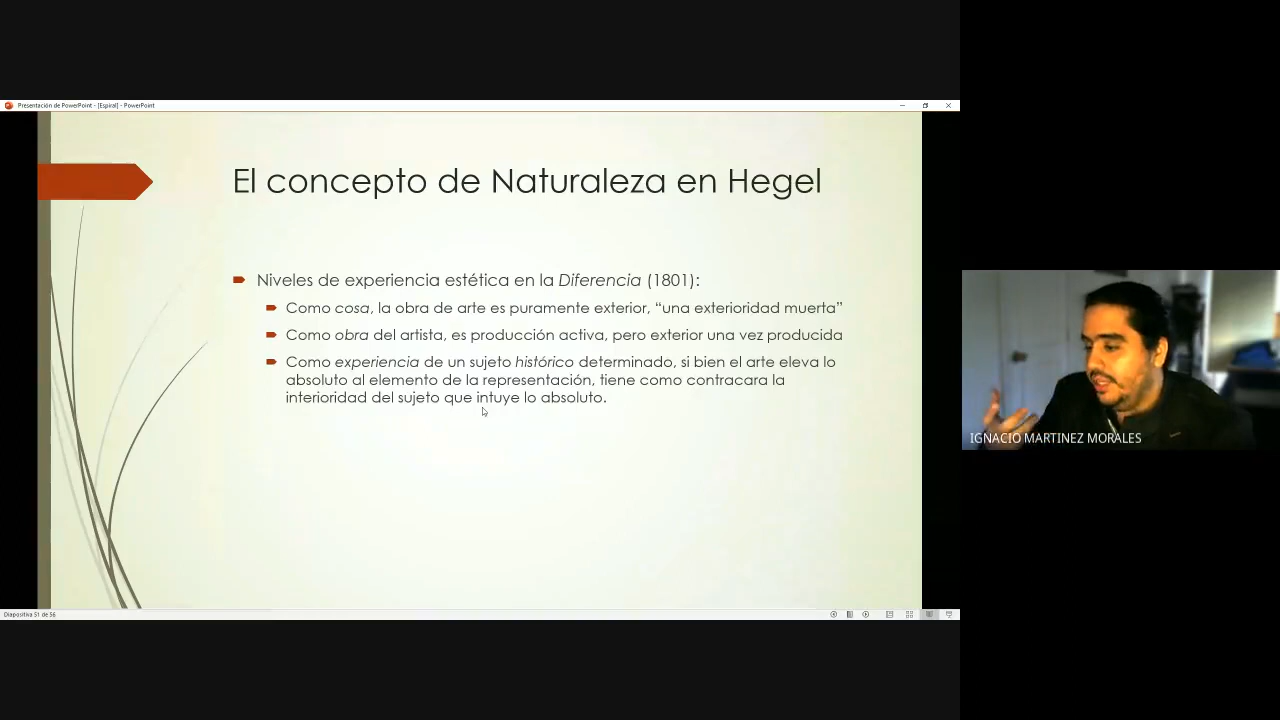 Presentación de PowerPoint - [Espiral] - PowerPoint
El concepto de Naturaleza en Hegel
Niveles de experiencia estética en la Diferencia (1801):
Como cosa, la obra de arte es puramente exterior, “una exterioridad muerta”
Como obra del artista, es producción activa, pero exterior una vez producida
Como experiencia de un sujeto histórico determinado, si bien el arte eleva lo
absoluto al elemento de la representación, tiene como contracara la
interioridad del sujeto que intuye lo absoluto.
IGNACIO MARTINEZ MORALES
Diapositiva 51 de 56